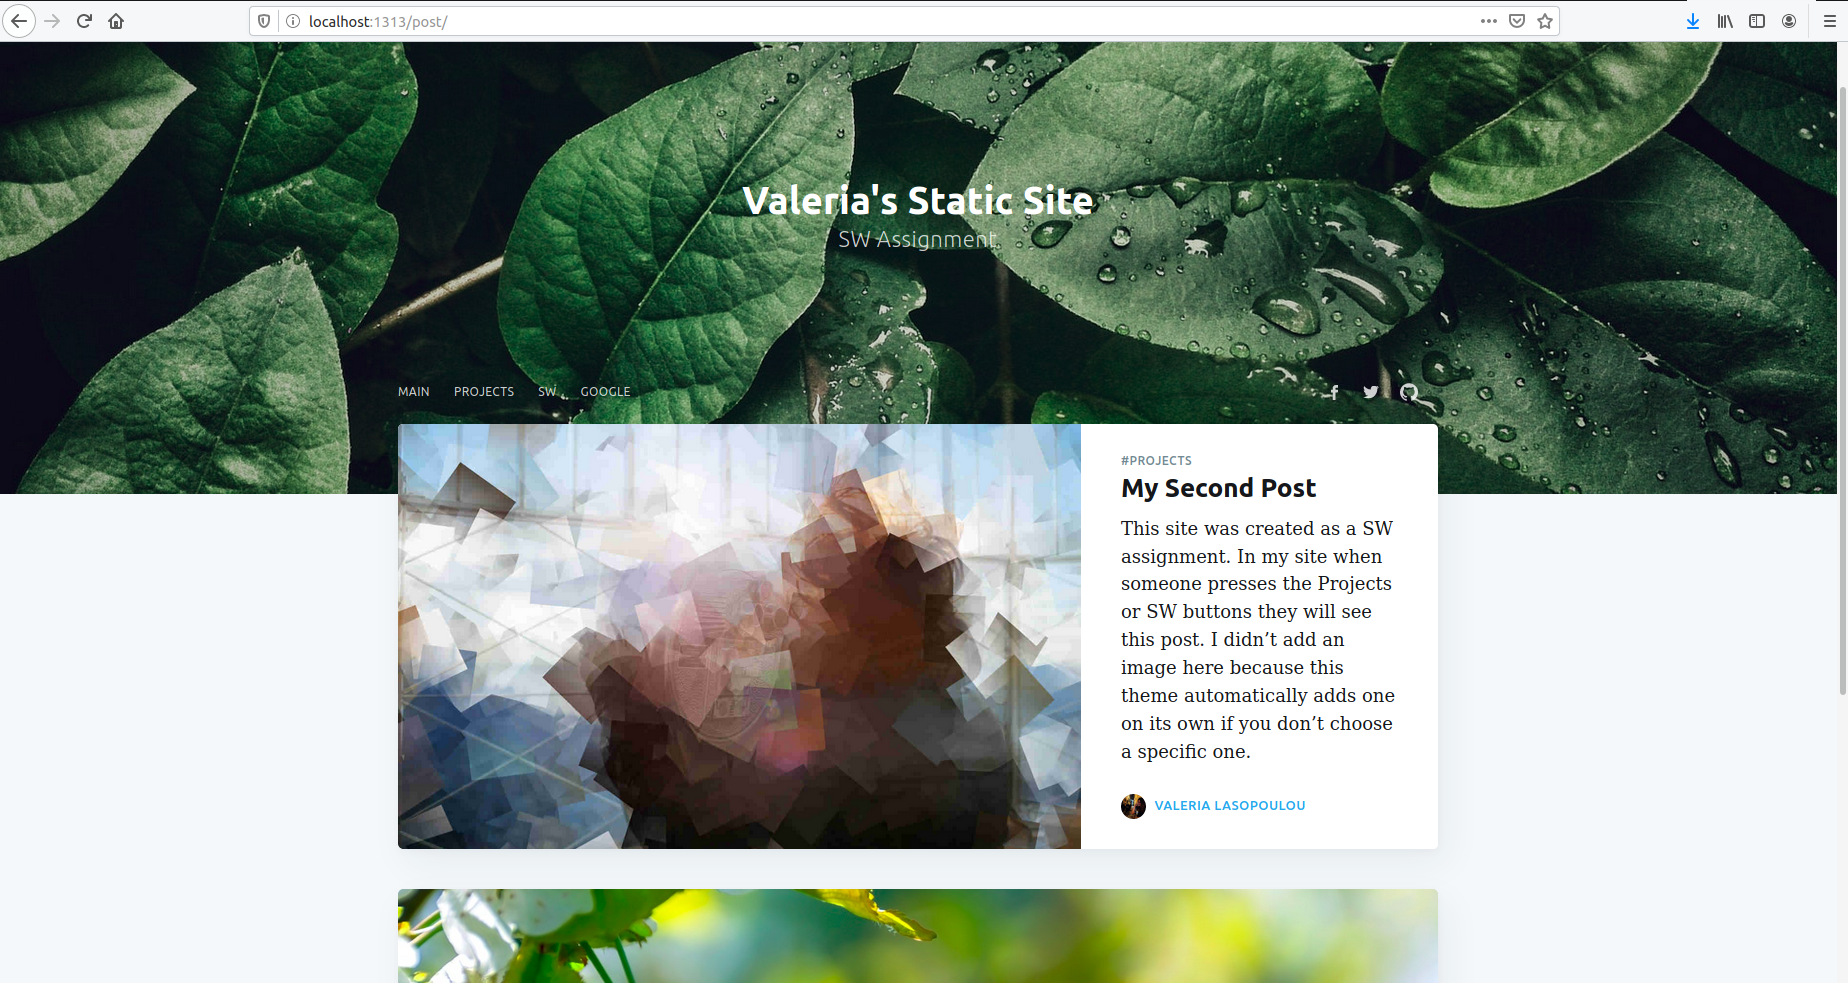 localhost:1313/post/
Valeria's Static Site
SW Assignment
MAIN PROJECTS SW GOOGLE
#PROJECTS
My Second Post
This site was created as a SW
assignment. In my site when
someone presses the Projects
or SW buttons they will see
this post. I didn’t add an
image here because this
theme automatically adds one
on its own if you don’t choose
a specific one.
VALERIA LASOPOULOU